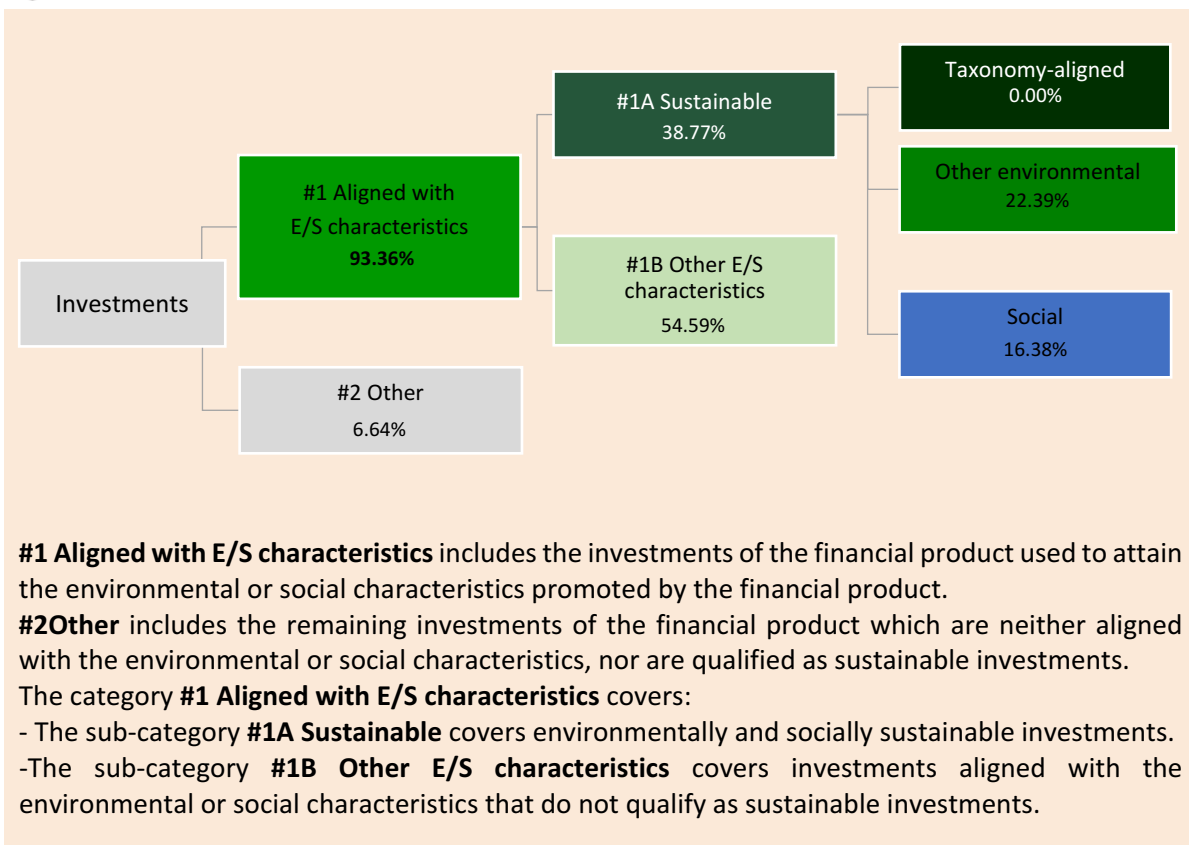 Investments
#1 Aligned with
E/S characteristics
93.36%
#2 Other
6.64%
#1A Sustainable
38.77%
#1B Other E/S
characteristics
54.59%
Taxonomy-aligned
0.00%
Other environmental
22.39%
Social
16.38%
#1 Aligned with E/S characteristics includes the investments of the financial product used to attain
the environmental or social characteristics promoted by the financial product.
#2Other includes the remaining investments of the financial product which are neither aligned
with the environmental or social characteristics, nor are qualified as sustainable investments.
The category #1 Aligned with E/S characteristics covers:
- The sub-category #1A Sustainable covers environmentally and socially sustainable investments.
-The sub-category #1B Other E/S characteristics covers investments aligned with the
environmental or social characteristics that do not qualify as sustainable investments.